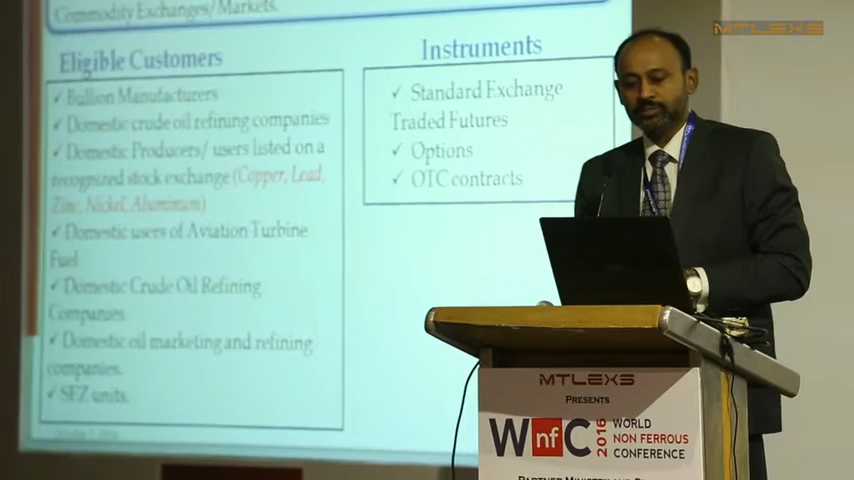 Commodity Exchanges/Markets.
Eligible Customers
✓ Bullion Manufacturers
✓ Domestic crude oil refining companies
✓ Domestic Producers/ users listed on a
recognized stock exchange (Copper, Lead,
Zinc, Nickel, Aluminum)
✓ Domestic users of Aviation Turbine
Fuel
✓ Domestic Crude Oil Refining
Companies
✓ Domestic oil marketing and refining
companies.
✓ SEZ units.
Instruments
✓ Standard Exchange
Traded Futures
✓ Options
✓ OTC contracts
MTLEXS
MTLEXS
PRESENTS
WnfC
2016
WORLD
NON FERROUS
CONFERENCE